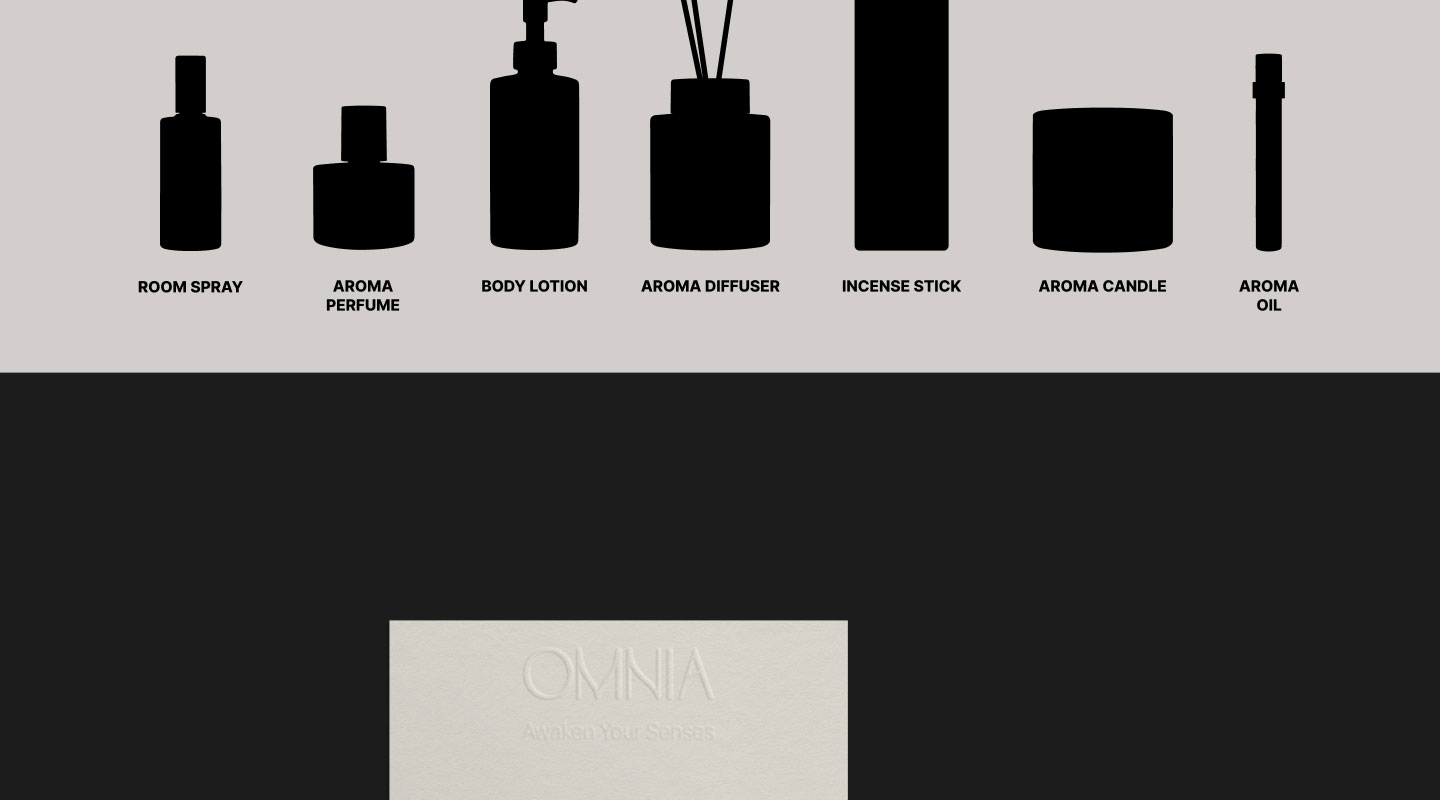 ROOM SPRAY
AROMA
PERFUME
BODY LOTION
AROMA DIFFUSER
INCENSE STICK
AROMA CANDLE
AROMA
OIL
OMNIA
Awaken Your Senses